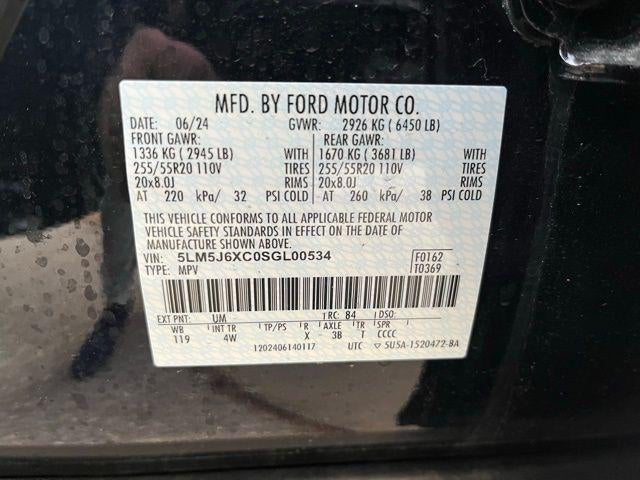 MFD. BY FORD MOTOR CO.
DATE: 06/24 GVWR: 2926 KG ( 6450 LB)
FRONT GAWR: REAR GAWR:
1336 KG ( 2945 LB) WITH 1670 KG ( 3681 LB) WITH
255/55R20 110V TIRES 255/55R20 110V TIRES
20x8.0J RIMS 20x8.0J RIMS
AT 220 kPa/ 32 PSI COLD AT 260 kPa/ 38 PSI COLD
THIS VEHICLE CONFORMS TO ALL APPLICABLE FEDERAL MOTOR
VEHICLE SAFETY STANDARDS IN EFFECT ON THE DATE OF
MANUFACTURE SHOWN ABOVE.
VIN: 5LM5J6XC0SGL00534 F0162
TYPE: MPV T0369
EXT PNT: UM RC: 84 DSO:
WB INT TR TP/PS R AXLE TR SPR
119 4W X 3B T CCCC
1202406140117 UTC ▽ 5U5A-1520472-BA